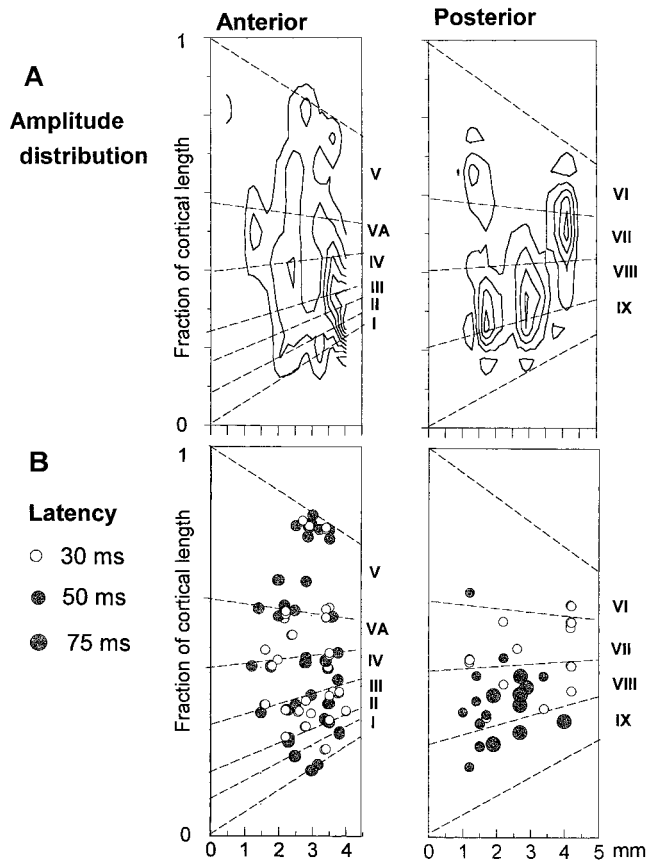 Anterior
Posterior
A
Amplitude
distribution
Fraction of cortical length
1
0
V
VA
IV
III
II
I
VI
VII
VIII
IX
B
Latency
30 ms
50 ms
75 ms
Fraction of cortical length
1
0
V
VA
IV
III
II
I
VI
VII
VIII
IX
0 1 2 3 4
0 1 2 3 4 5 mm